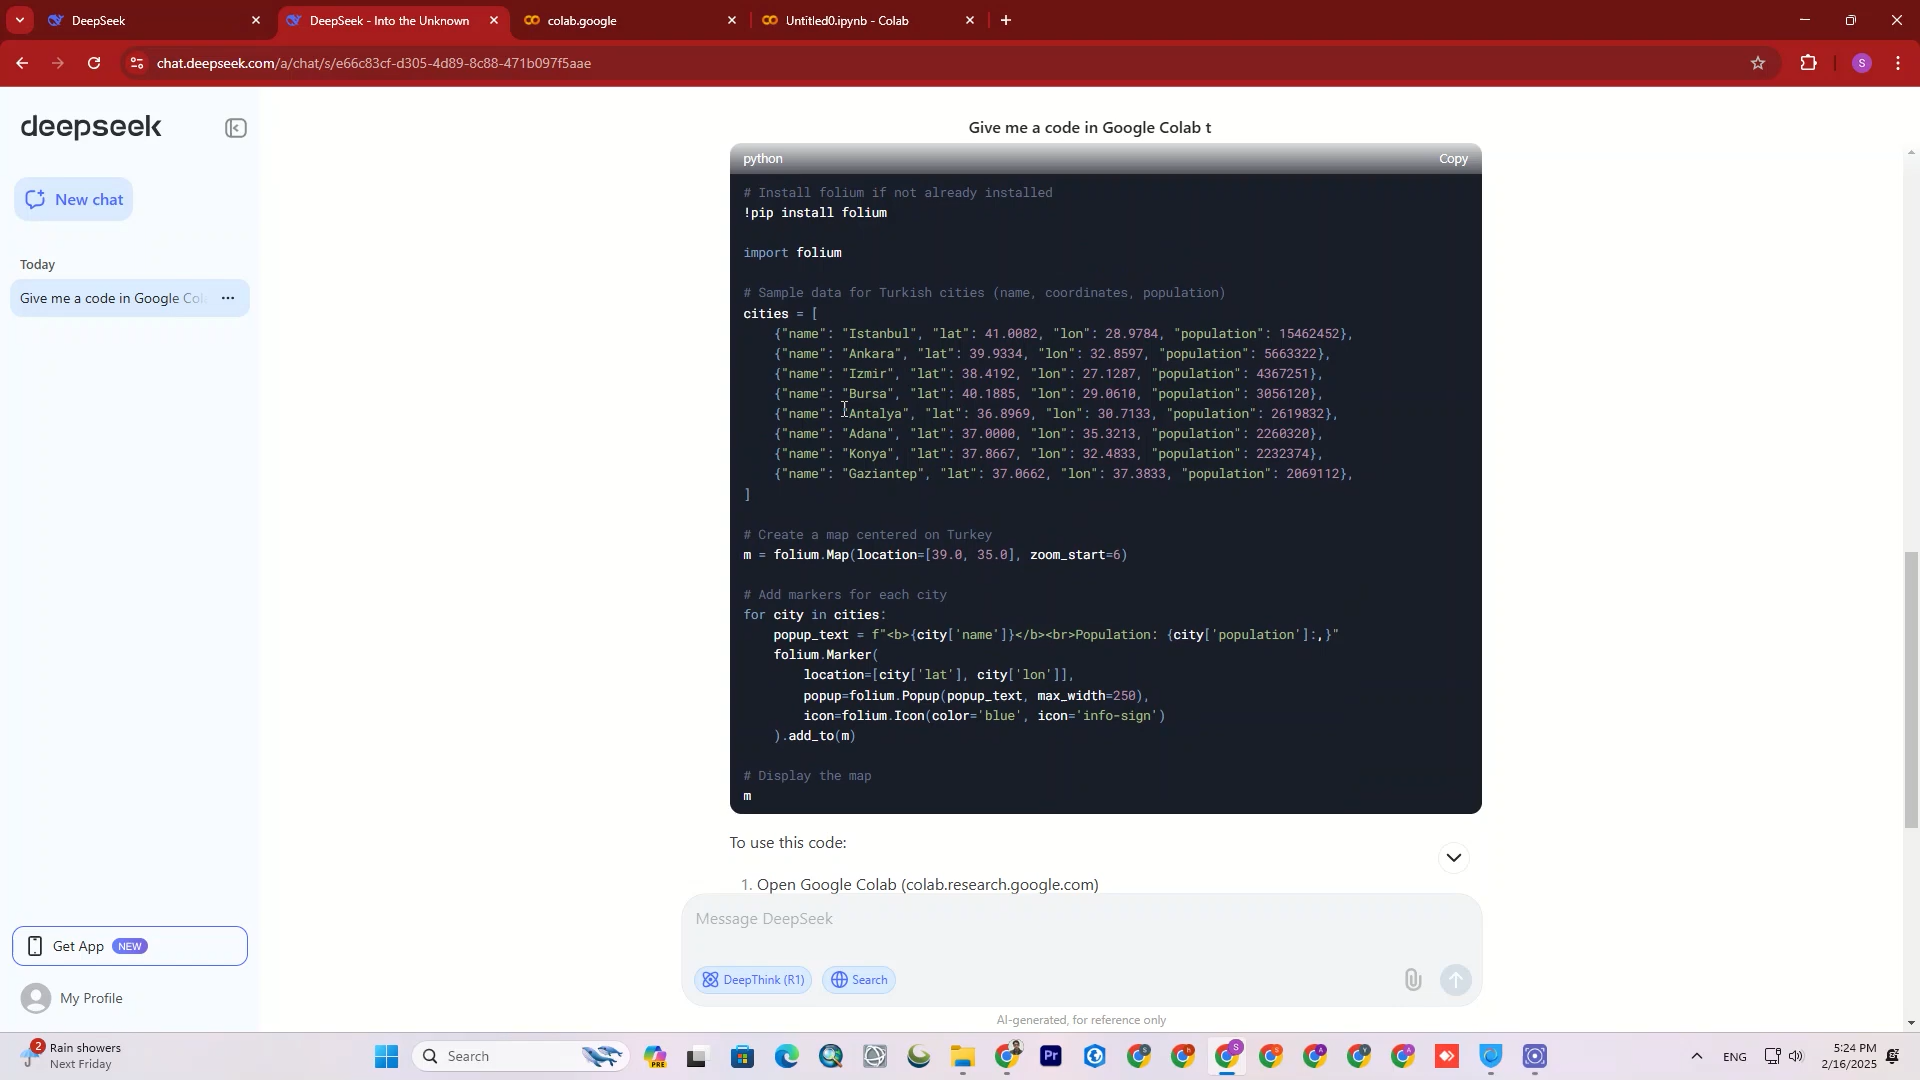 DeepSeek
DeepSeek - Into the Unknown
colab.google
Untitled0.ipynb - Colab
chat.deepseek.com/a/chat/s/e66c83cf-d305-4d89-8c88-471b097f5aae
S
deepseek
New chat
Today
Give me a code in Google Col
Get App NEW
My Profile
Give me a code in Google Colab t
python
Copy
# Install folium if not already installed
!pip install folium
import folium
# Sample data for Turkish cities (name, coordinates, population)
cities = [
{"name": "Istanbul", "lat": 41.0082, "lon": 28.9784, "population": 15462452},
{"name": "Ankara", "lat": 39.9334, "lon": 32.8597, "population": 5663322},
{"name": "Izmir", "lat": 38.4192, "lon": 27.1287, "population": 4367251},
{"name": "Bursa", "lat": 40.1885, "lon": 29.0610, "population": 3056120},
{"name": "Antalya", "lat": 36.8969, "lon": 30.7133, "population": 2619832},
{"name": "Adana", "lat": 37.0000, "lon": 35.3213, "population": 2260320},
{"name": "Konya", "lat": 37.8667, "lon": 32.4833, "population": 2232374},
{"name": "Gaziantep", "lat": 37.0662, "lon": 37.3833, "population": 2069112},
]
# Create a map centered on Turkey
m = folium.Map(location=[39.0, 35.0], zoom_start=6)
# Add markers for each city
for city in cities:
popup_text = f"<b>{city['name']}</b><br>Population: {city['population']:,}"
folium.Marker(
location=[city['lat'], city['lon']],
popup=folium.Popup(popup_text, max_width=250),
icon=folium.Icon(color='blue', icon='info-sign')
).add_to(m)
# Display the map
m
To use this code:
1. Open Google Colab (colab.research.google.com)
Message DeepSeek
DeepThink (R1)
Search
AI-generated, for reference only
2
Rain showers
Next Friday
Search
PRE
Pr
ENG
5:24 PM
2/16/2025